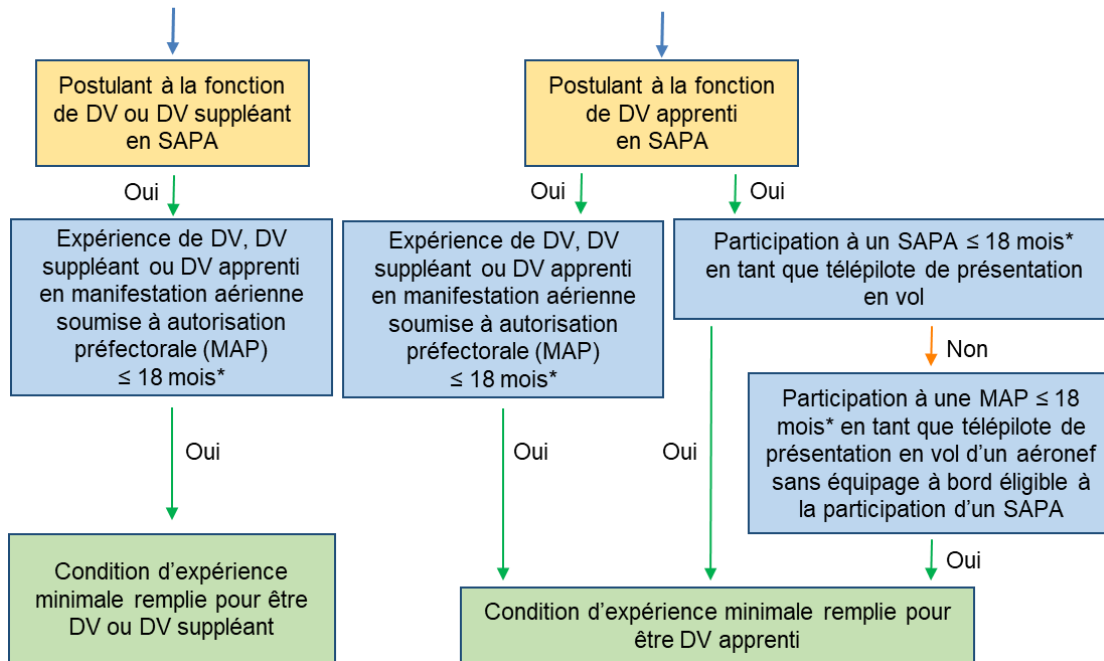 Postulant à la fonction
de DV ou DV suppléant
en SAPA
Postulant à la fonction
de DV apprenti
en SAPA
Oui
Oui
Oui
Expérience de DV, DV
suppléant ou DV apprenti
en manifestation aérienne
soumise à autorisation
préfectorale (MAP)
≤ 18 mois*
Expérience de DV, DV
suppléant ou DV apprenti
en manifestation aérienne
soumise à autorisation
préfectorale (MAP)
≤ 18 mois*
Participation à un SAPA ≤ 18 mois*
en tant que télépilote de présentation
en vol
Non
Participation à une MAP ≤ 18
mois* en tant que télépilote de
présentation en vol d’un aéronef
sans équipage à bord éligible à
la participation d’un SAPA
Oui
Oui
Oui
Oui
Condition d’expérience
minimale remplie pour être
DV ou DV suppléant
Condition d’expérience minimale remplie pour
être DV apprenti